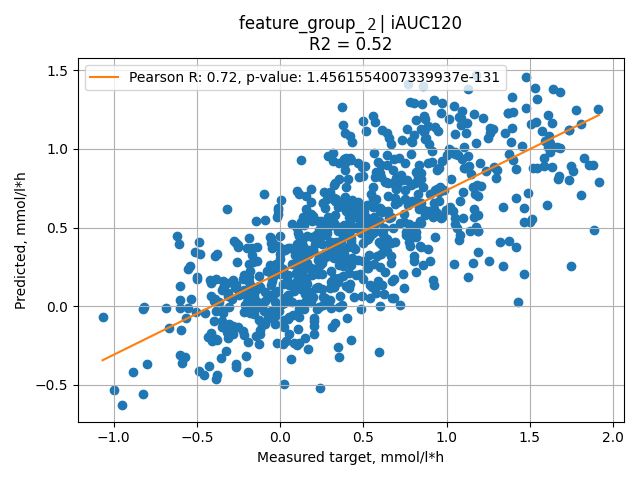 feature_group_ 2 | iAUC120
R2 = 0.52
Pearson R: 0.72, p-value: 1.4561554007339937e-131
Predicted, mmol/l*h
1.5
1.0
0.5
0.0
−0.5
−1.0 −0.5 0.0 0.5 1.0 1.5 2.0
Measured target, mmol/l*h